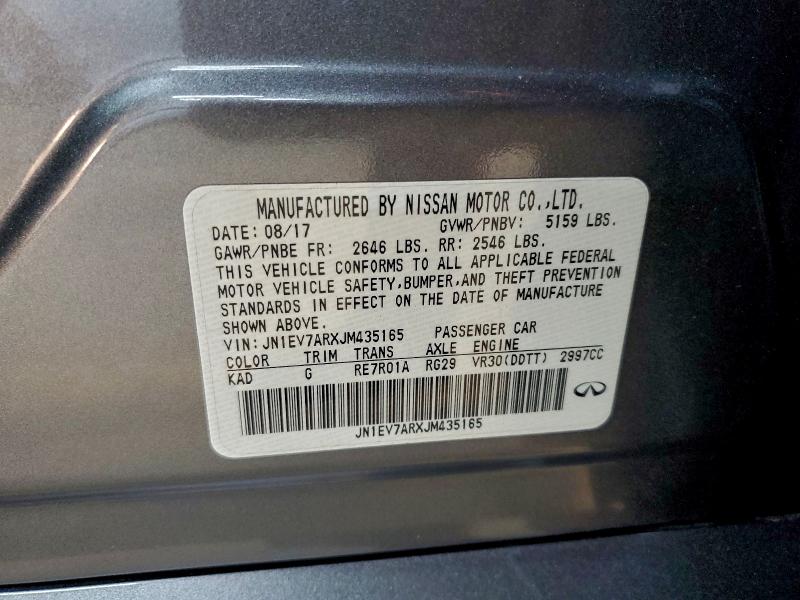 MANUFACTURED BY NISSAN MOTOR CO.,LTD.
DATE: 08/17 GVWR/PNBV: 5159 LBS.
GAWR/PNBE FR: 2646 LBS. RR: 2546 LBS.
THIS VEHICLE CONFORMS TO ALL APPLICABLE FEDERAL
MOTOR VEHICLE SAFETY,BUMPER,AND THEFT PREVENTION
STANDARDS IN EFFECT ON THE DATE OF MANUFACTURE
SHOWN ABOVE.
VIN: JN1EV7ARXJM435165 PASSENGER CAR
COLOR TRIM TRANS AXLE ENGINE
KAD G RE7R01A RG29 VR30(DDTT) 2997CC
JN1EV7ARXJM435165